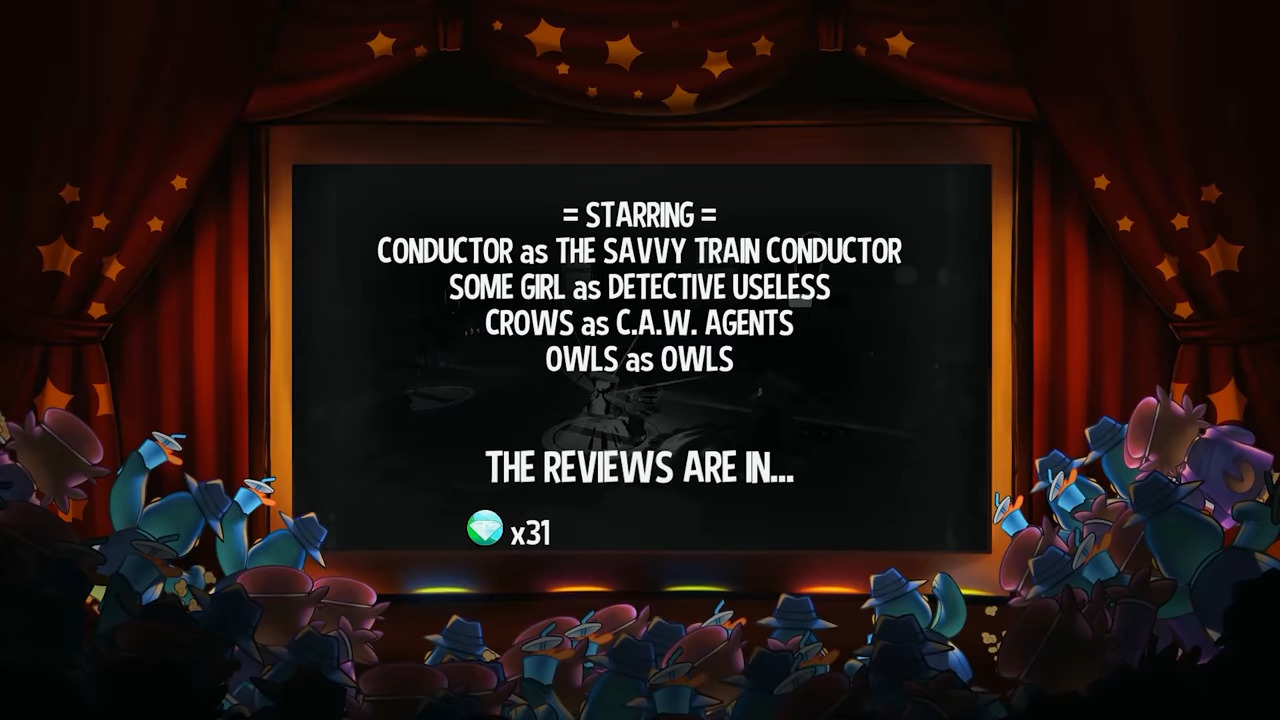 = STARRING =
CONDUCTOR as THE SAVVY TRAIN CONDUCTOR
SOME GIRL as DETECTIVE USELESS
CROWS as C.A.W. AGENTS
OWLS as OWLS
THE REVIEWS ARE IN...
x31